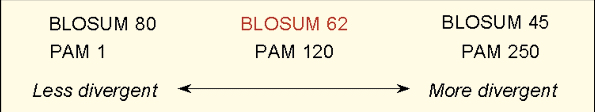 BLOSUM 80 BLOSUM 62 BLOSUM 45
PAM 1 PAM 120 PAM 250
Less divergent More divergent